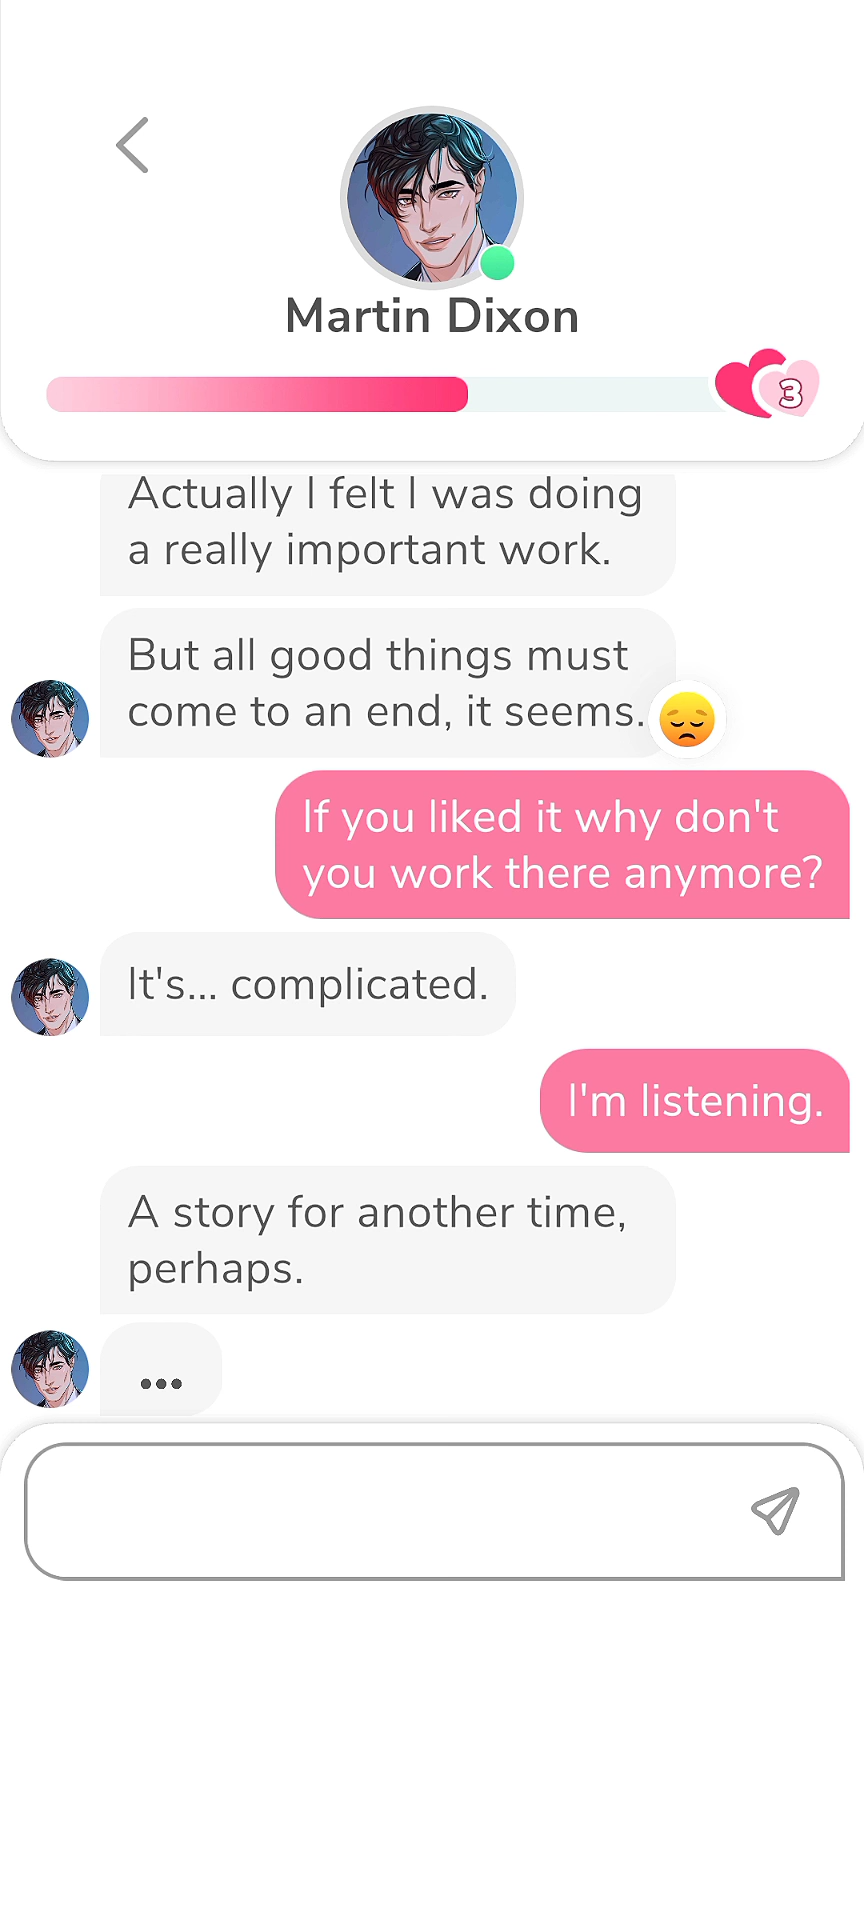 Martin Dixon
3
Actually I felt I was doing
a really important work.
But all good things must
come to an end, it seems.
If you liked it why don't
you work there anymore?
It's... complicated.
I'm listening.
A story for another time,
perhaps.
...